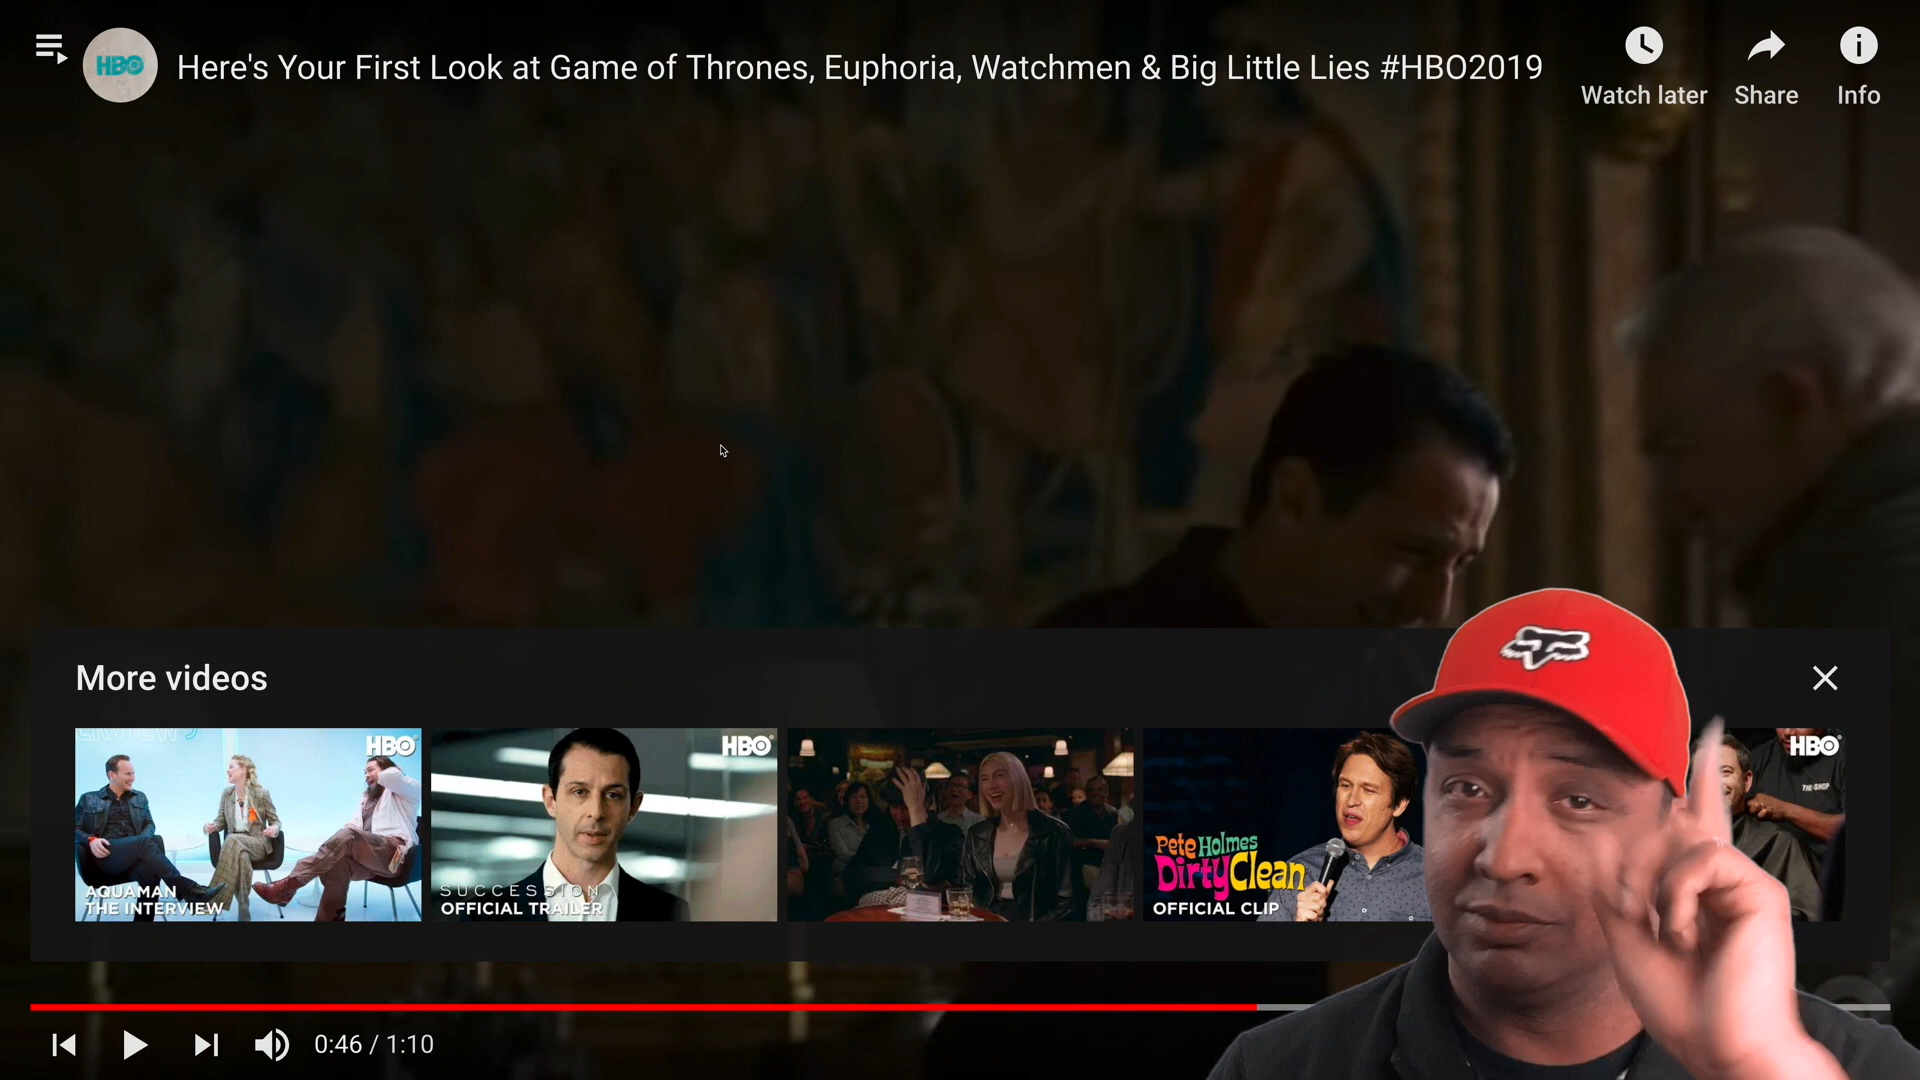 HBO
Here's Your First Look at Game of Thrones, Euphoria, Watchmen & Big Little Lies #HBO2019
Watch later
Share
Info
More videos
HBO
AQUAMAN
THE INTERVIEW
HBO
SUCCESSION
OFFICIAL TRAILER
Pete Holmes
Dirty Clean
OFFICIAL CLIP
HBO
THE SHOP
0:46 / 1:10